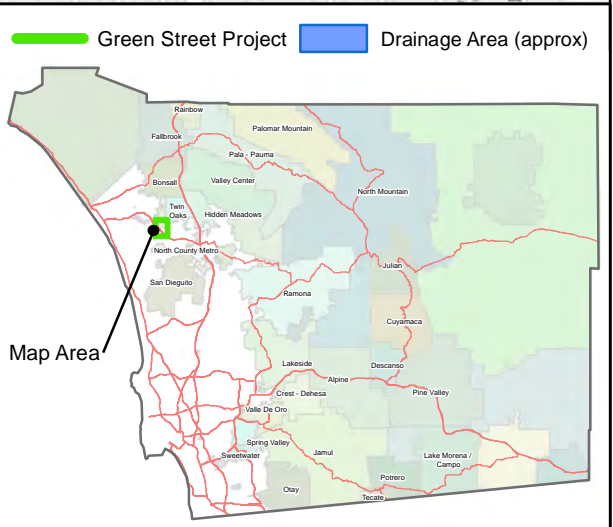 Green Street Project
Drainage Area (approx)
Rainbow
Fallbrook
Palomar Mountain
Pala - Pauma
Bonsall
Valley Center
North Mountain
Twin
Oaks
Hidden Meadows
North County Metro
Julian
San Dieguito
Ramona
Cuyamaca
Map Area
Lakeside
Descanso
Alpine
Crest - Dehesa
Pine Valley
Valle De Oro
Spring Valley
Sweetwater
Jamul
Lake Morena /
Campo
Potrero
Otay
Tecate